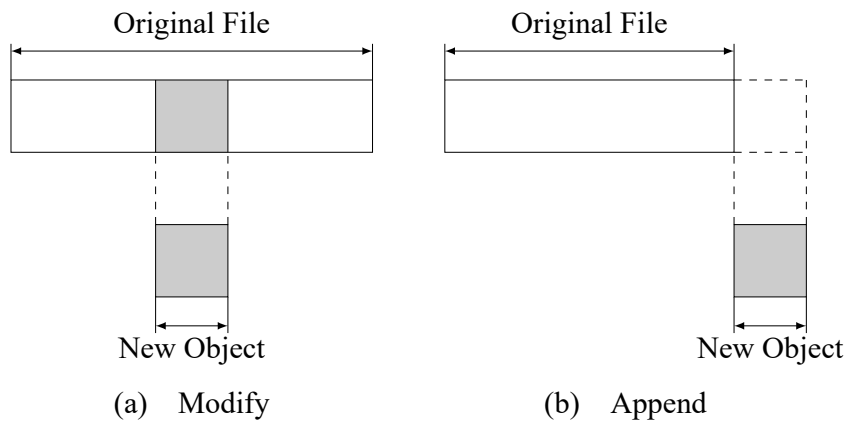 Original File
Original File
New Object
New Object
(a) Modify
(b) Append